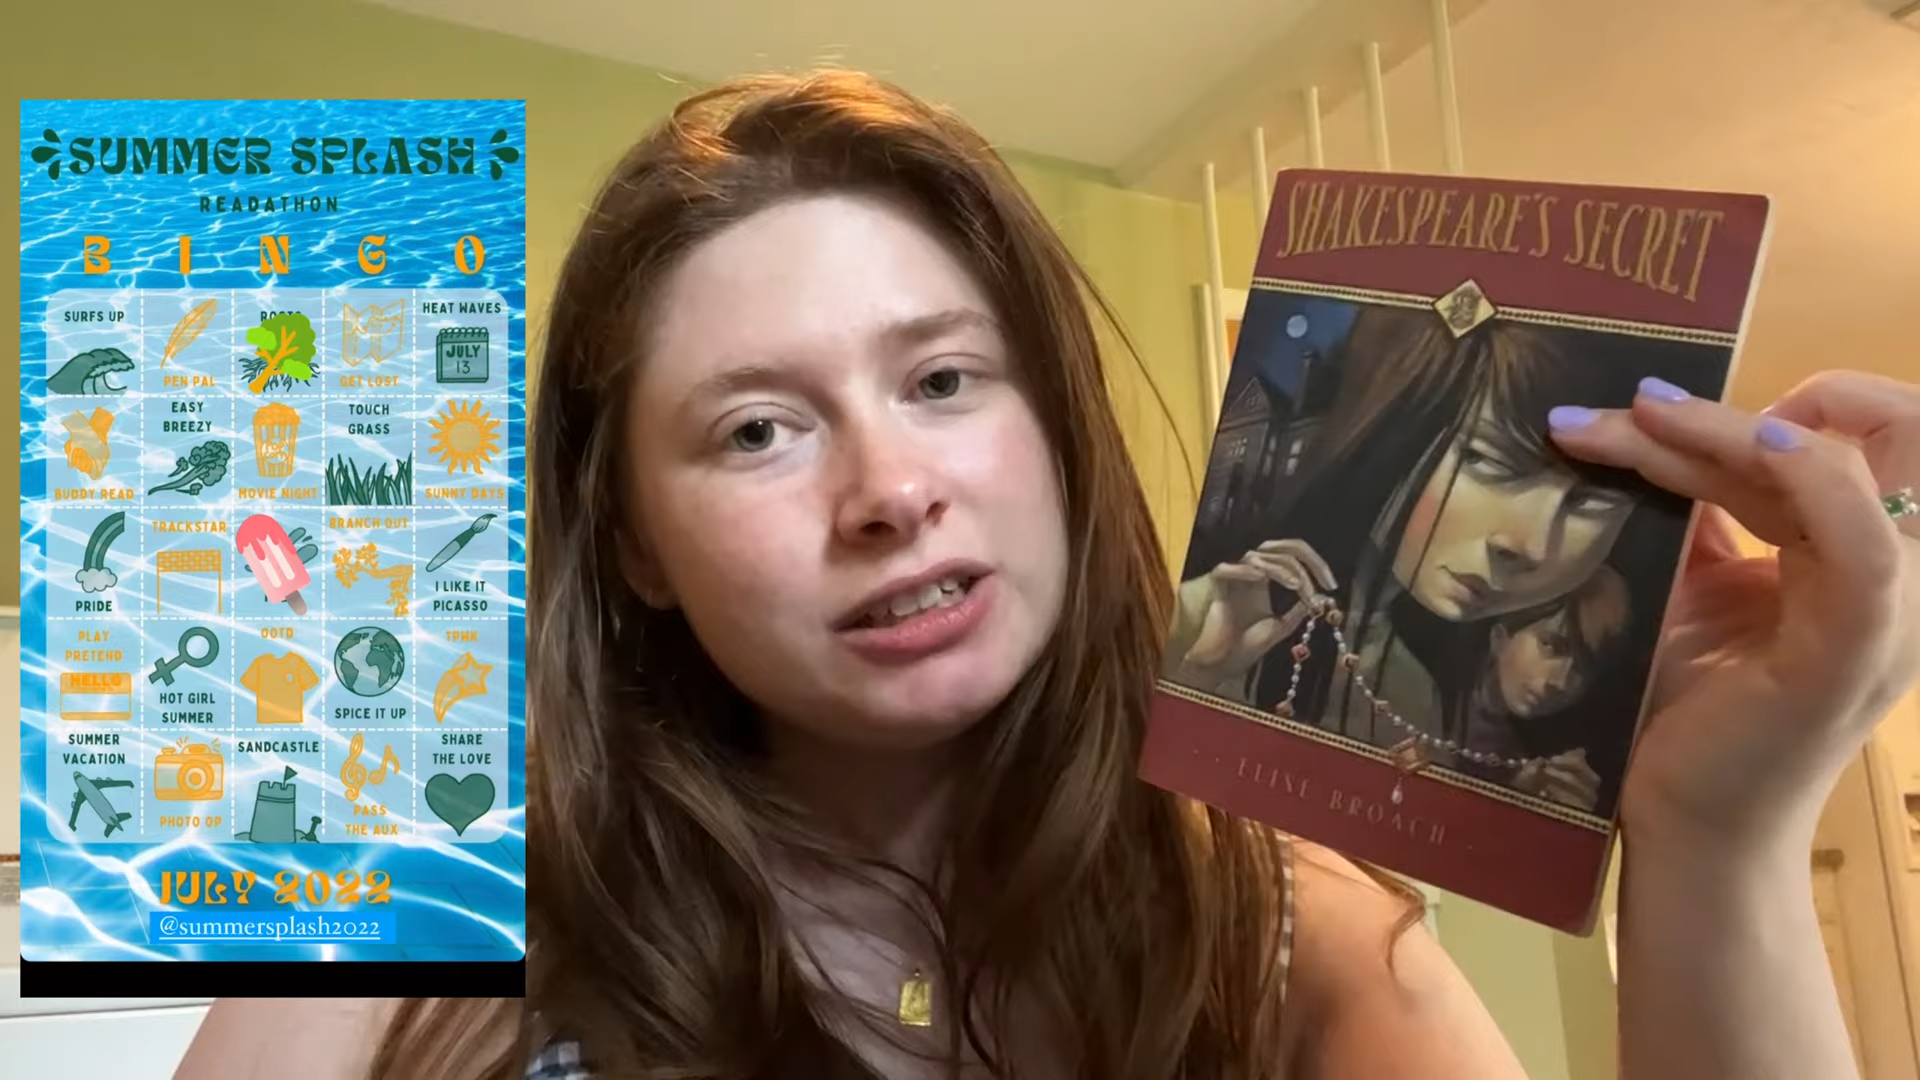 SUMMER SPLASH
READATHON
B I N G O
SURFS UP
PEN PAL
ROOTS
GET LOST
HEAT WAVES
JULY
13
BUDDY READ
EASY
BREEZY
MOVIE NIGHT
TOUCH
GRASS
SUNNY DAYS
PRIDE
TRACKSTAR
BRANCH OUT
I LIKE IT
PICASSO
PLAY
PRETEND
HELLO
HOT GIRL
SUMMER
OOTD
SPICE IT UP
TPWK
SUMMER
VACATION
PHOTO OP
SANDCASTLE
PASS
THE AUX
SHARE
THE LOVE
JULY 2022
@summersplash2022
SHAKESPEARE'S SECRET
ELISE BROACH